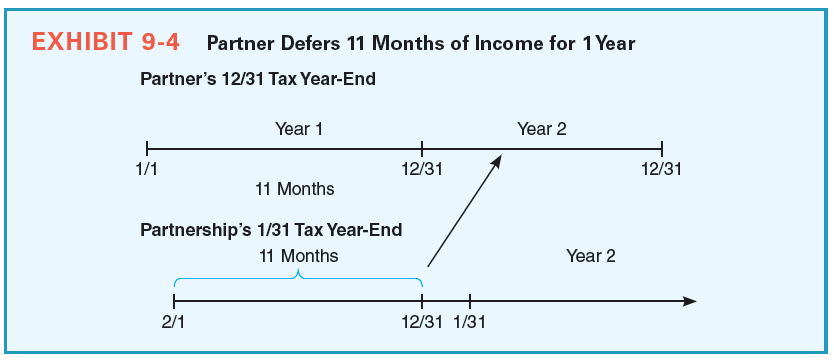 EXHIBIT 9-4 Partner Defers 11 Months of Income for 1 Year
Partner's 12/31 Tax Year-End
Year 1 Year 2
1/1 12/31 12/31
11 Months
Partnership's 1/31 Tax Year-End
11 Months Year 2
2/1 12/31 1/31